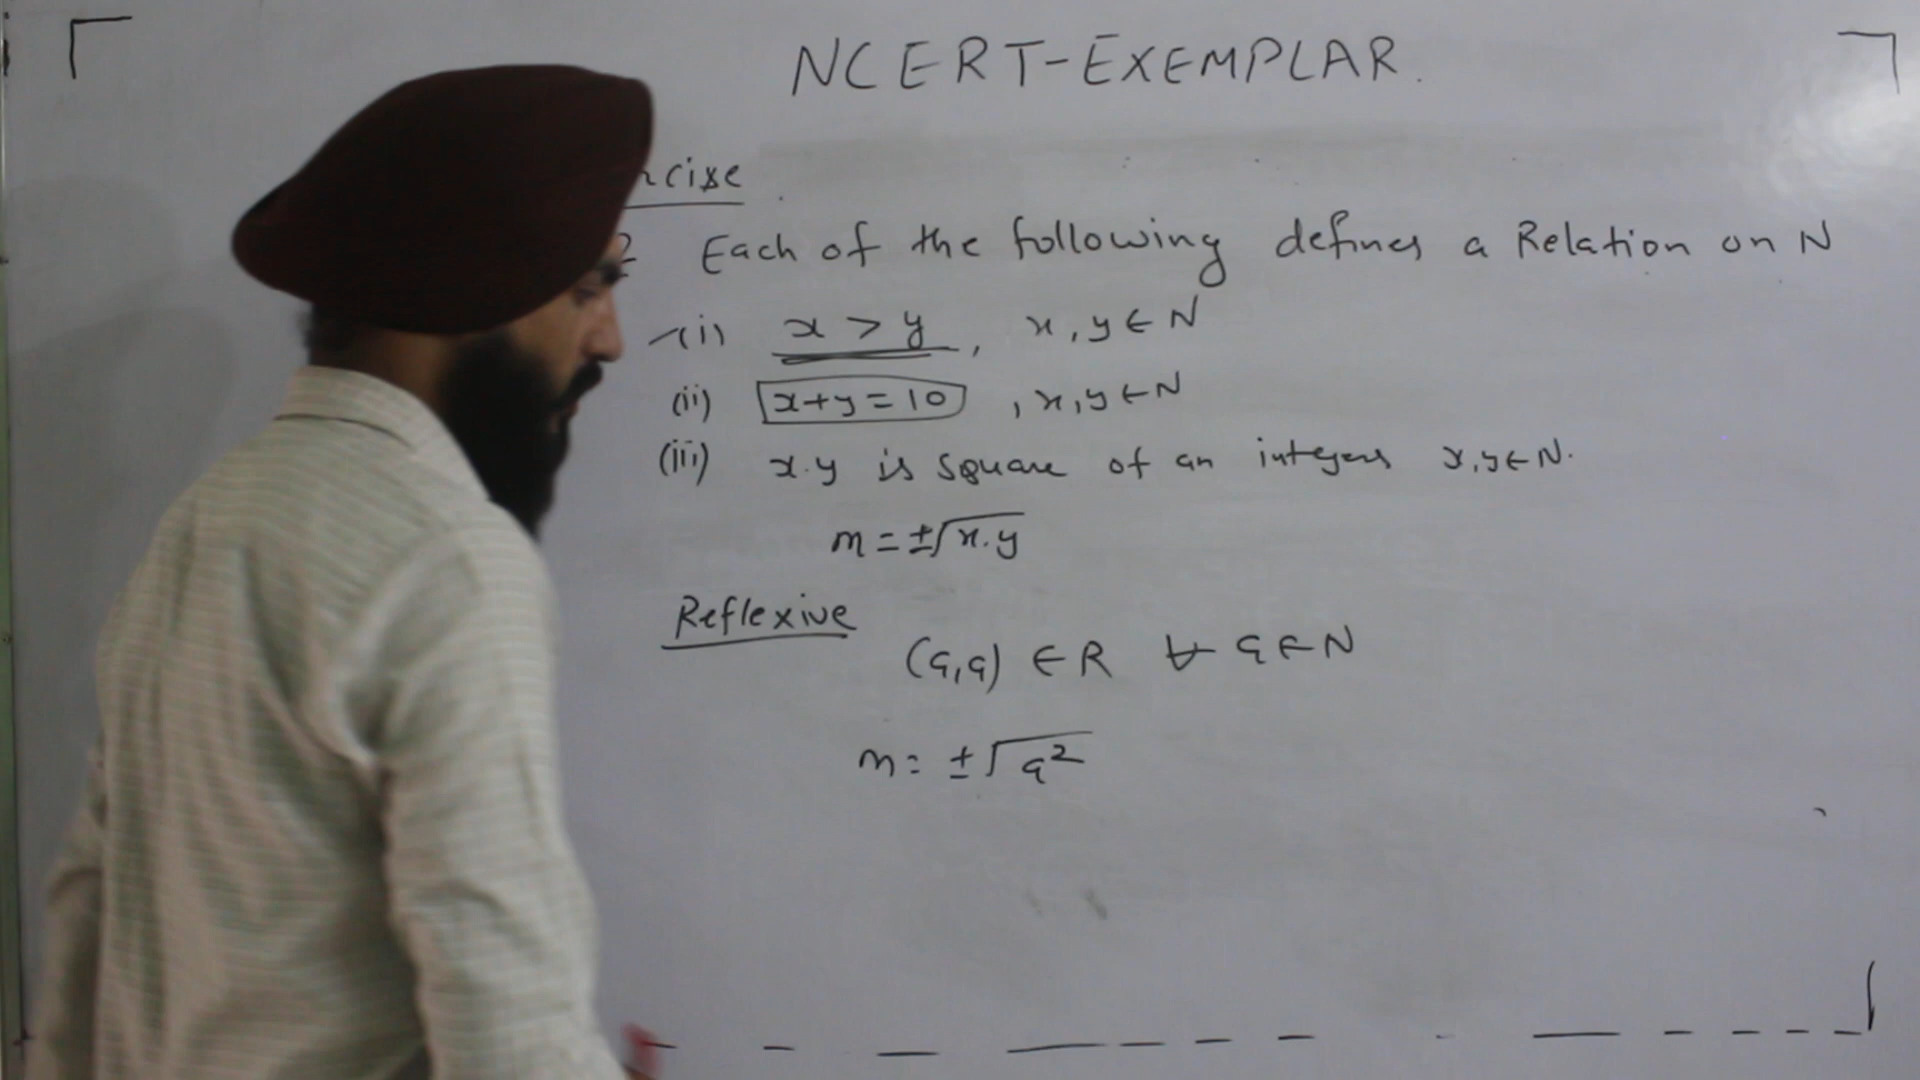 NCERT-EXEMPLAR.
rcise
2 Each of the following defines a Relation on N
(i) x > y, x, y ∈ N
(ii) x+y=10, x,y ∈ N
(iii) x.y is square of an integers x,y ∈ N.
m = ±√x.y
Reflexive
(a,a) ∈ R ∀ a ∈ N
m = ±√a²